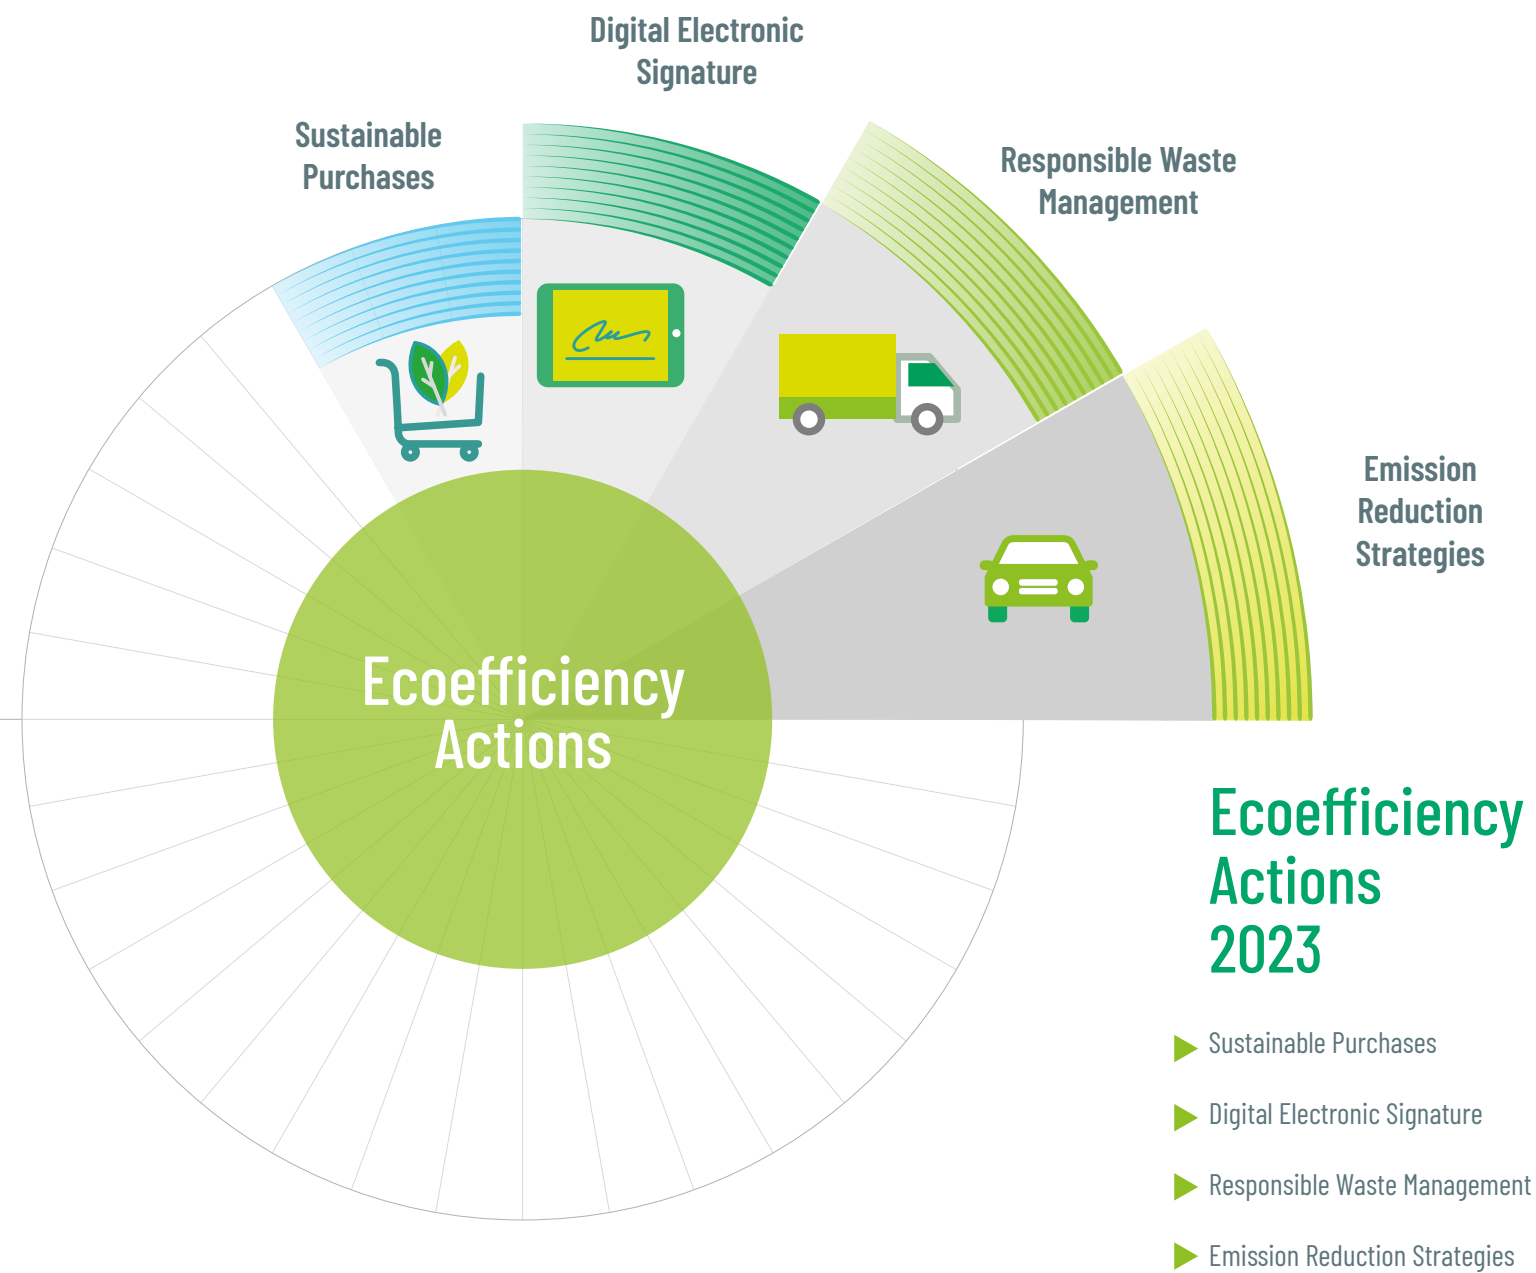 Digital Electronic
Signature
Sustainable
Purchases
Responsible Waste
Management
Emission
Reduction
Strategies
Ecoefficiency
Actions
Ecoefficiency
Actions
2023
Sustainable Purchases
Digital Electronic Signature
Responsible Waste Management
Emission Reduction Strategies